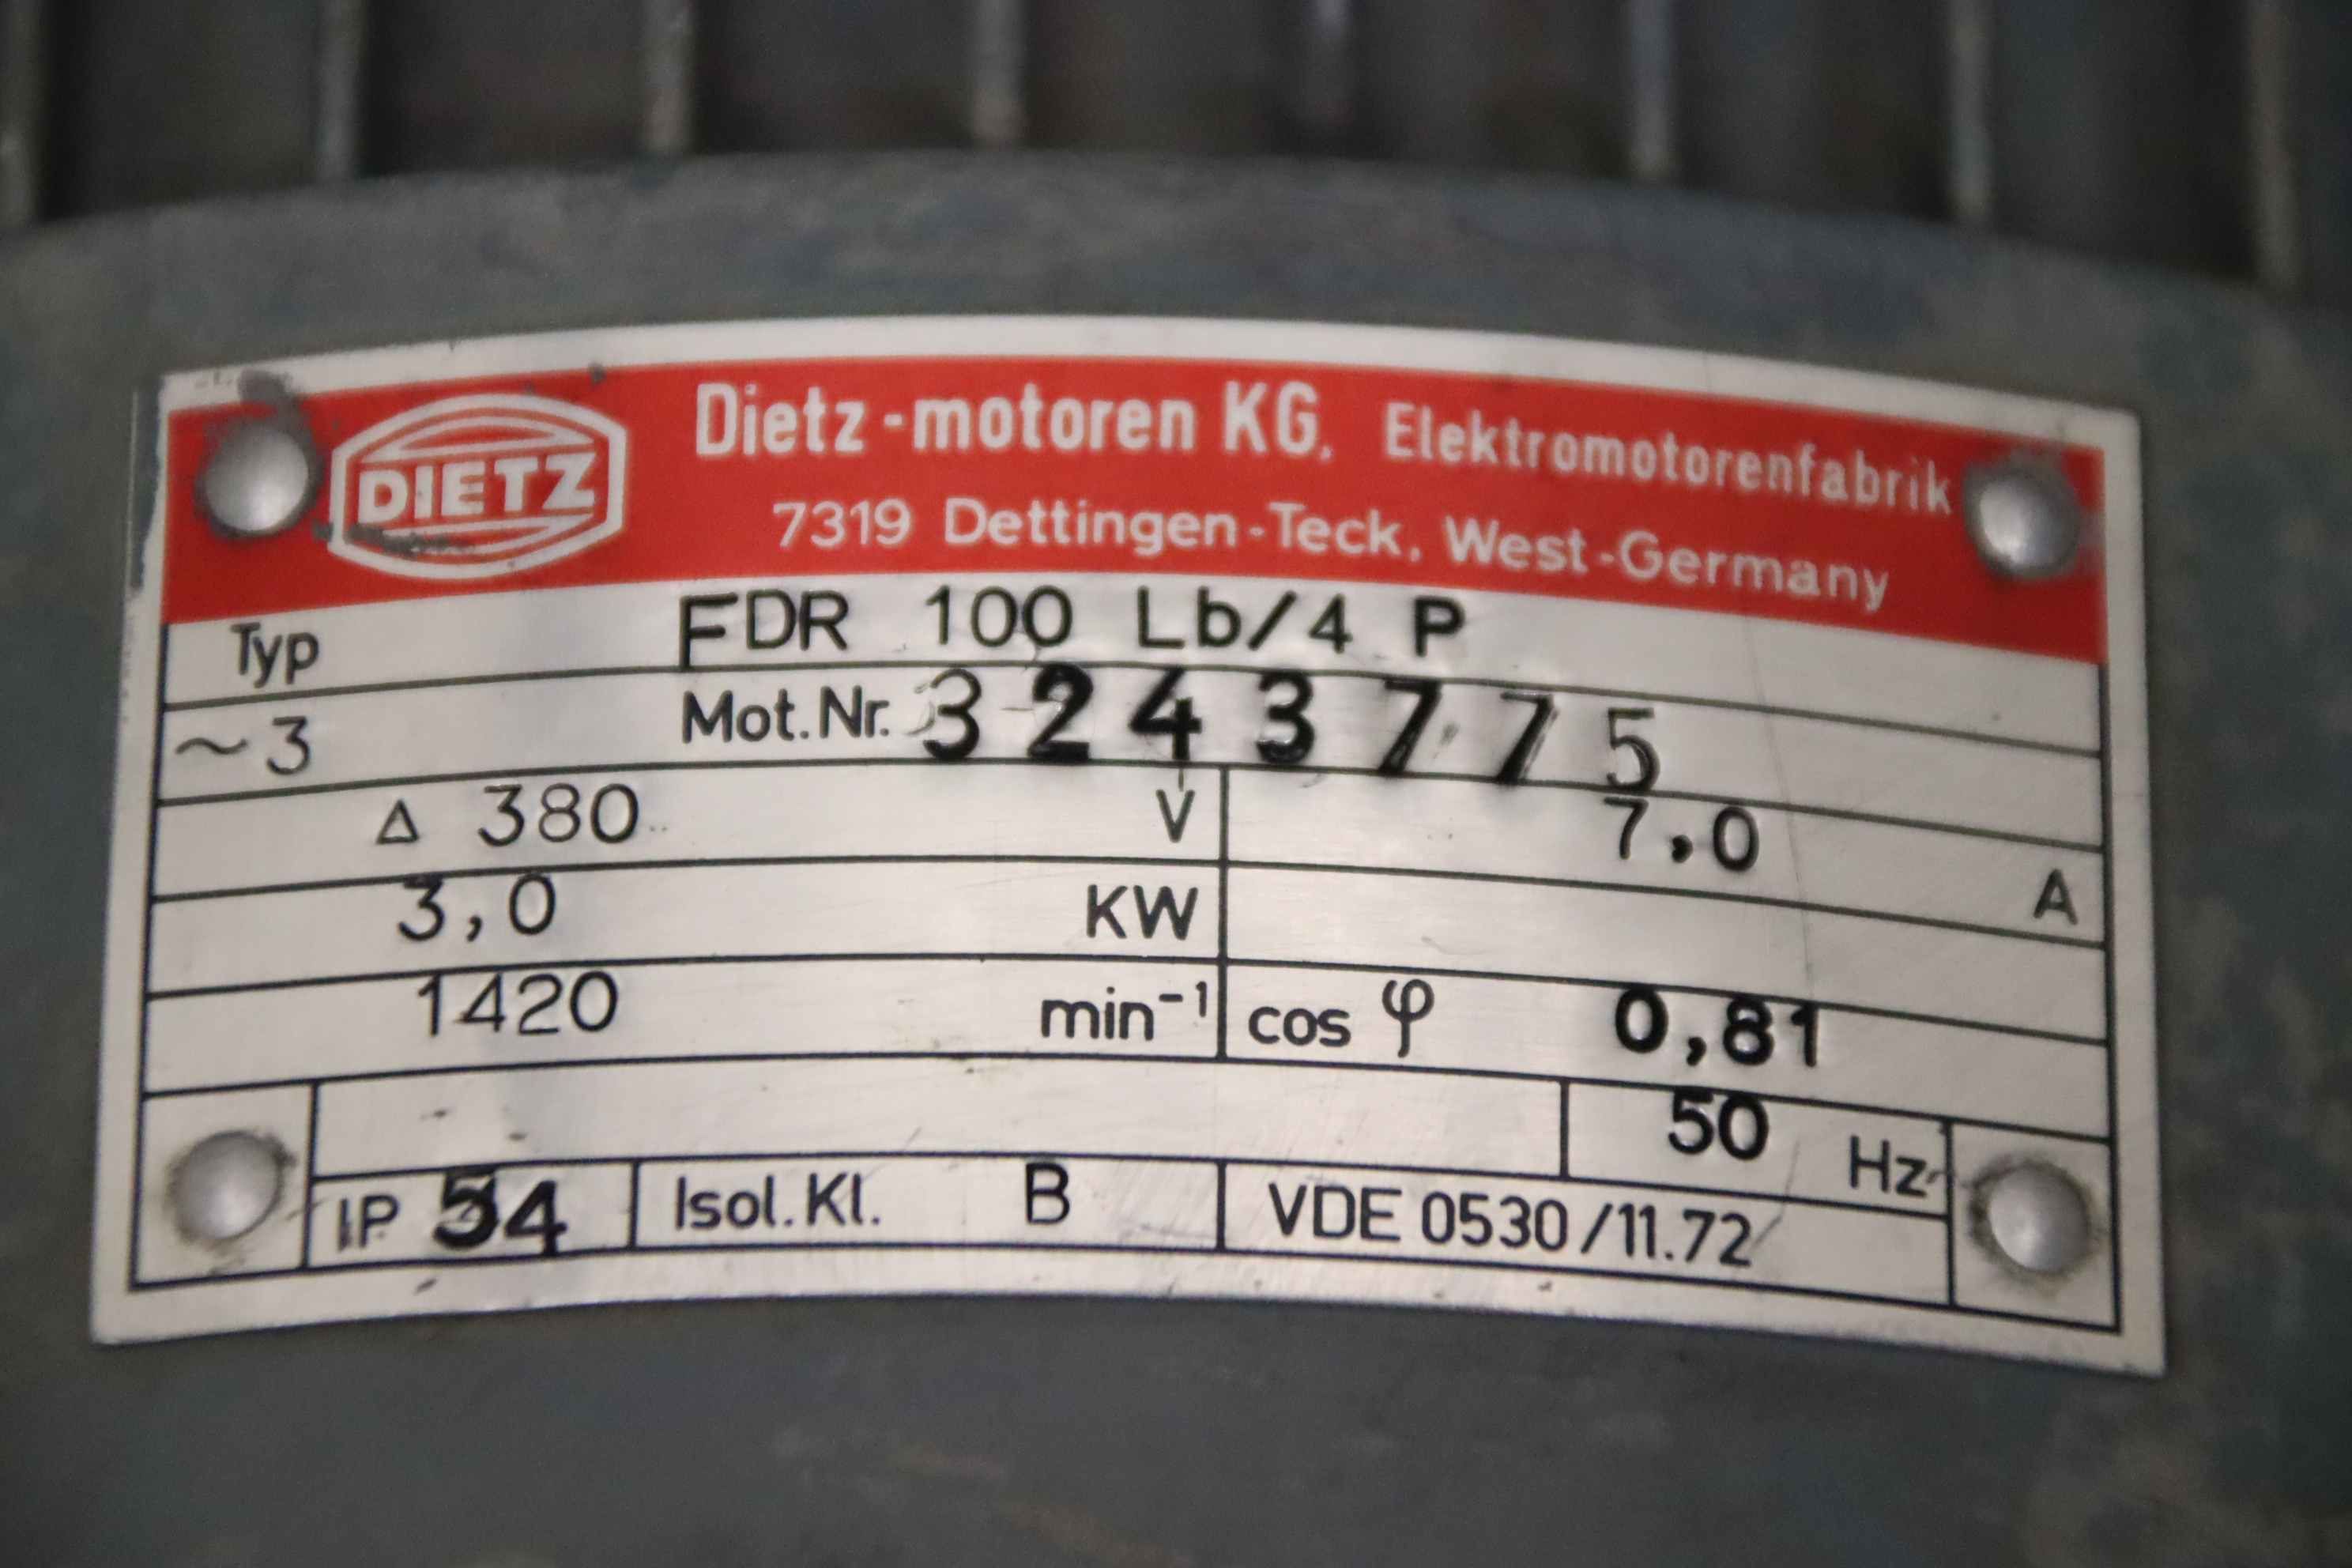 DIETZ
Dietz-motoren KG. Elektromotorenfabrik
7319 Dettingen-Teck, West-Germany
Typ FDR 100 Lb/4 P
~3 Mot.Nr. 3243775
Δ 380 V 7,0 A
3,0 KW
1420 min⁻¹ cos φ 0,81
50 Hz
IP 54 Isol.Kl. B VDE 0530/11.72